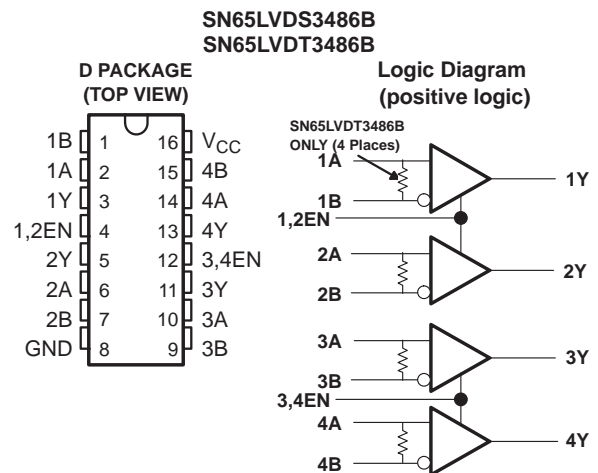 SN65LVDS3486B
SN65LVDT3486B
D PACKAGE
(TOP VIEW)
1B 1 16 VCC
1A 2 15 4B
1Y 3 14 4A
1,2EN 4 13 4Y
2Y 5 12 3,4EN
2A 6 11 3Y
2B 7 10 3A
GND 8 9 3B
Logic Diagram
(positive logic)
SN65LVDT3486B
ONLY (4 Places)
1A
1Y
1B
1,2EN
2A
2Y
2B
3A
3Y
3B
3,4EN
4A
4Y
4B